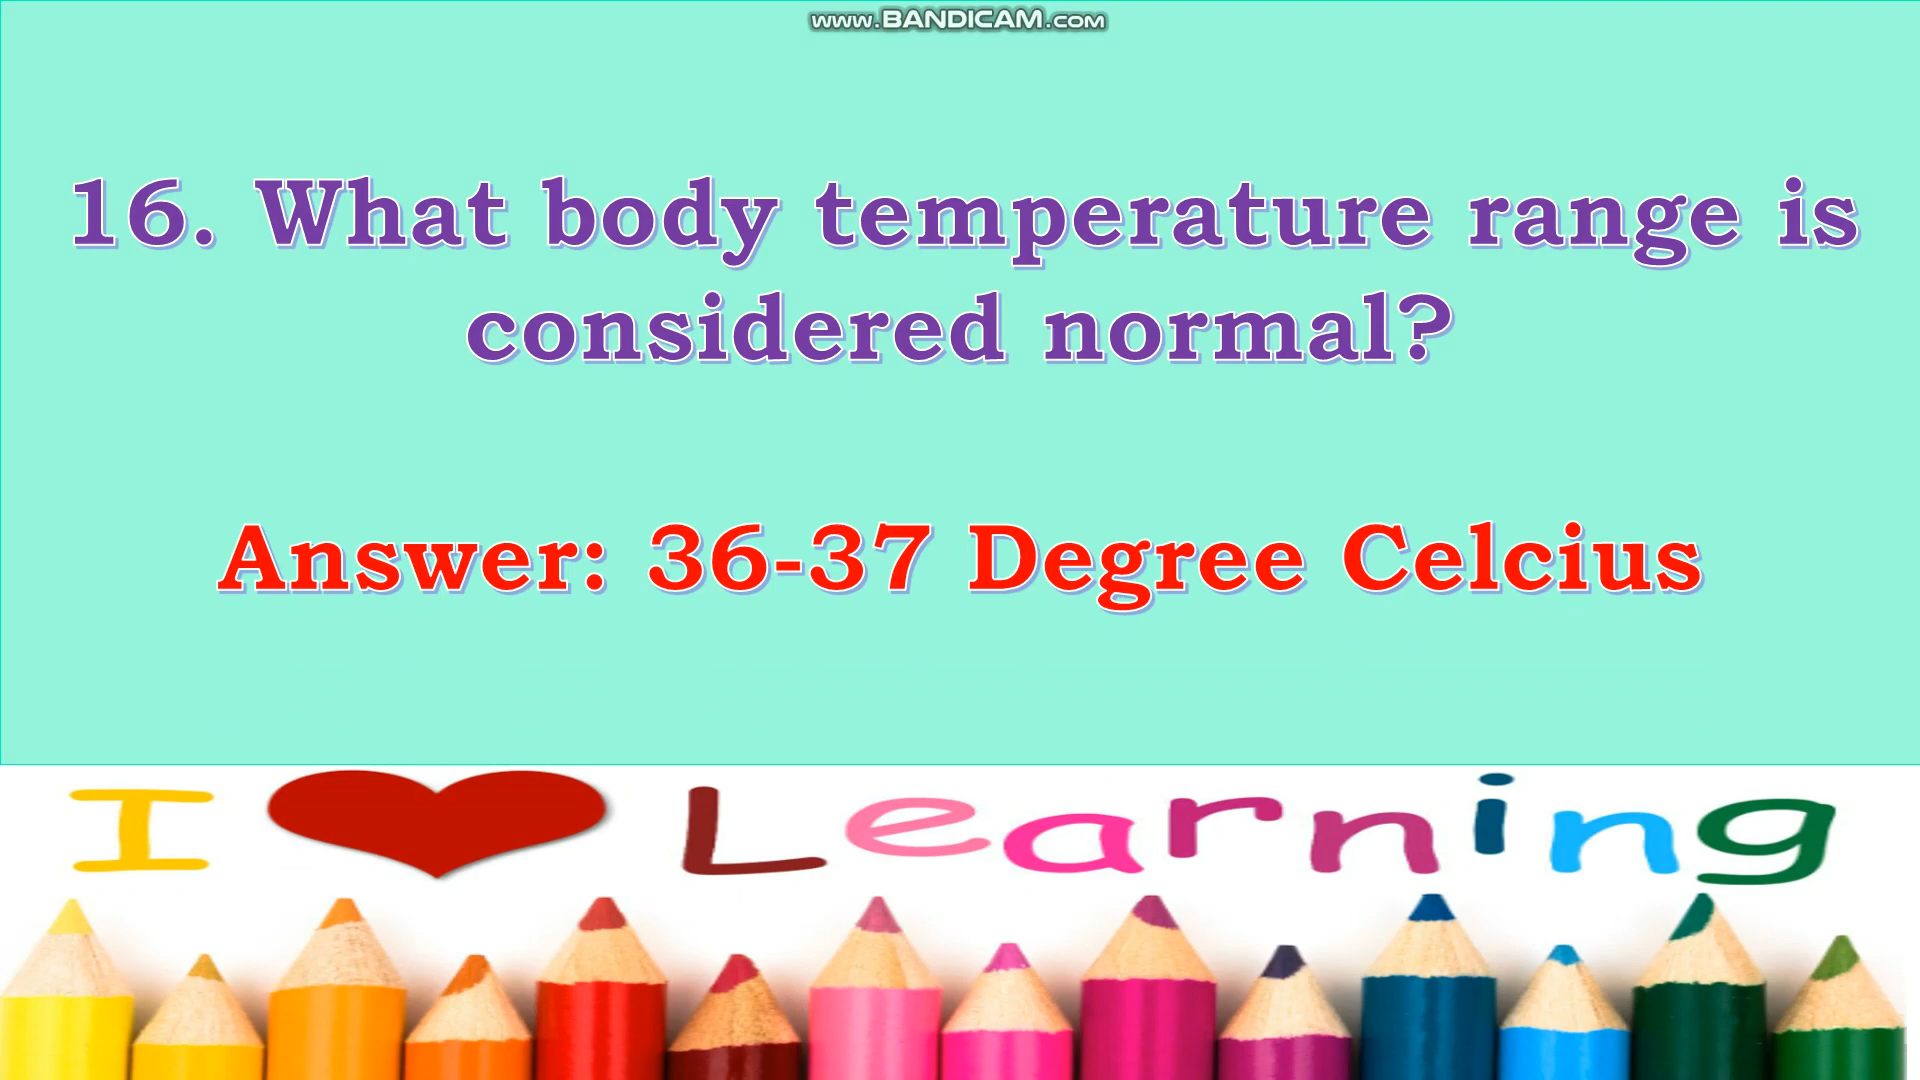 www.BANDICAM.com
16. What body temperature range is
considered normal?
Answer: 36-37 Degree Celcius
I Learning